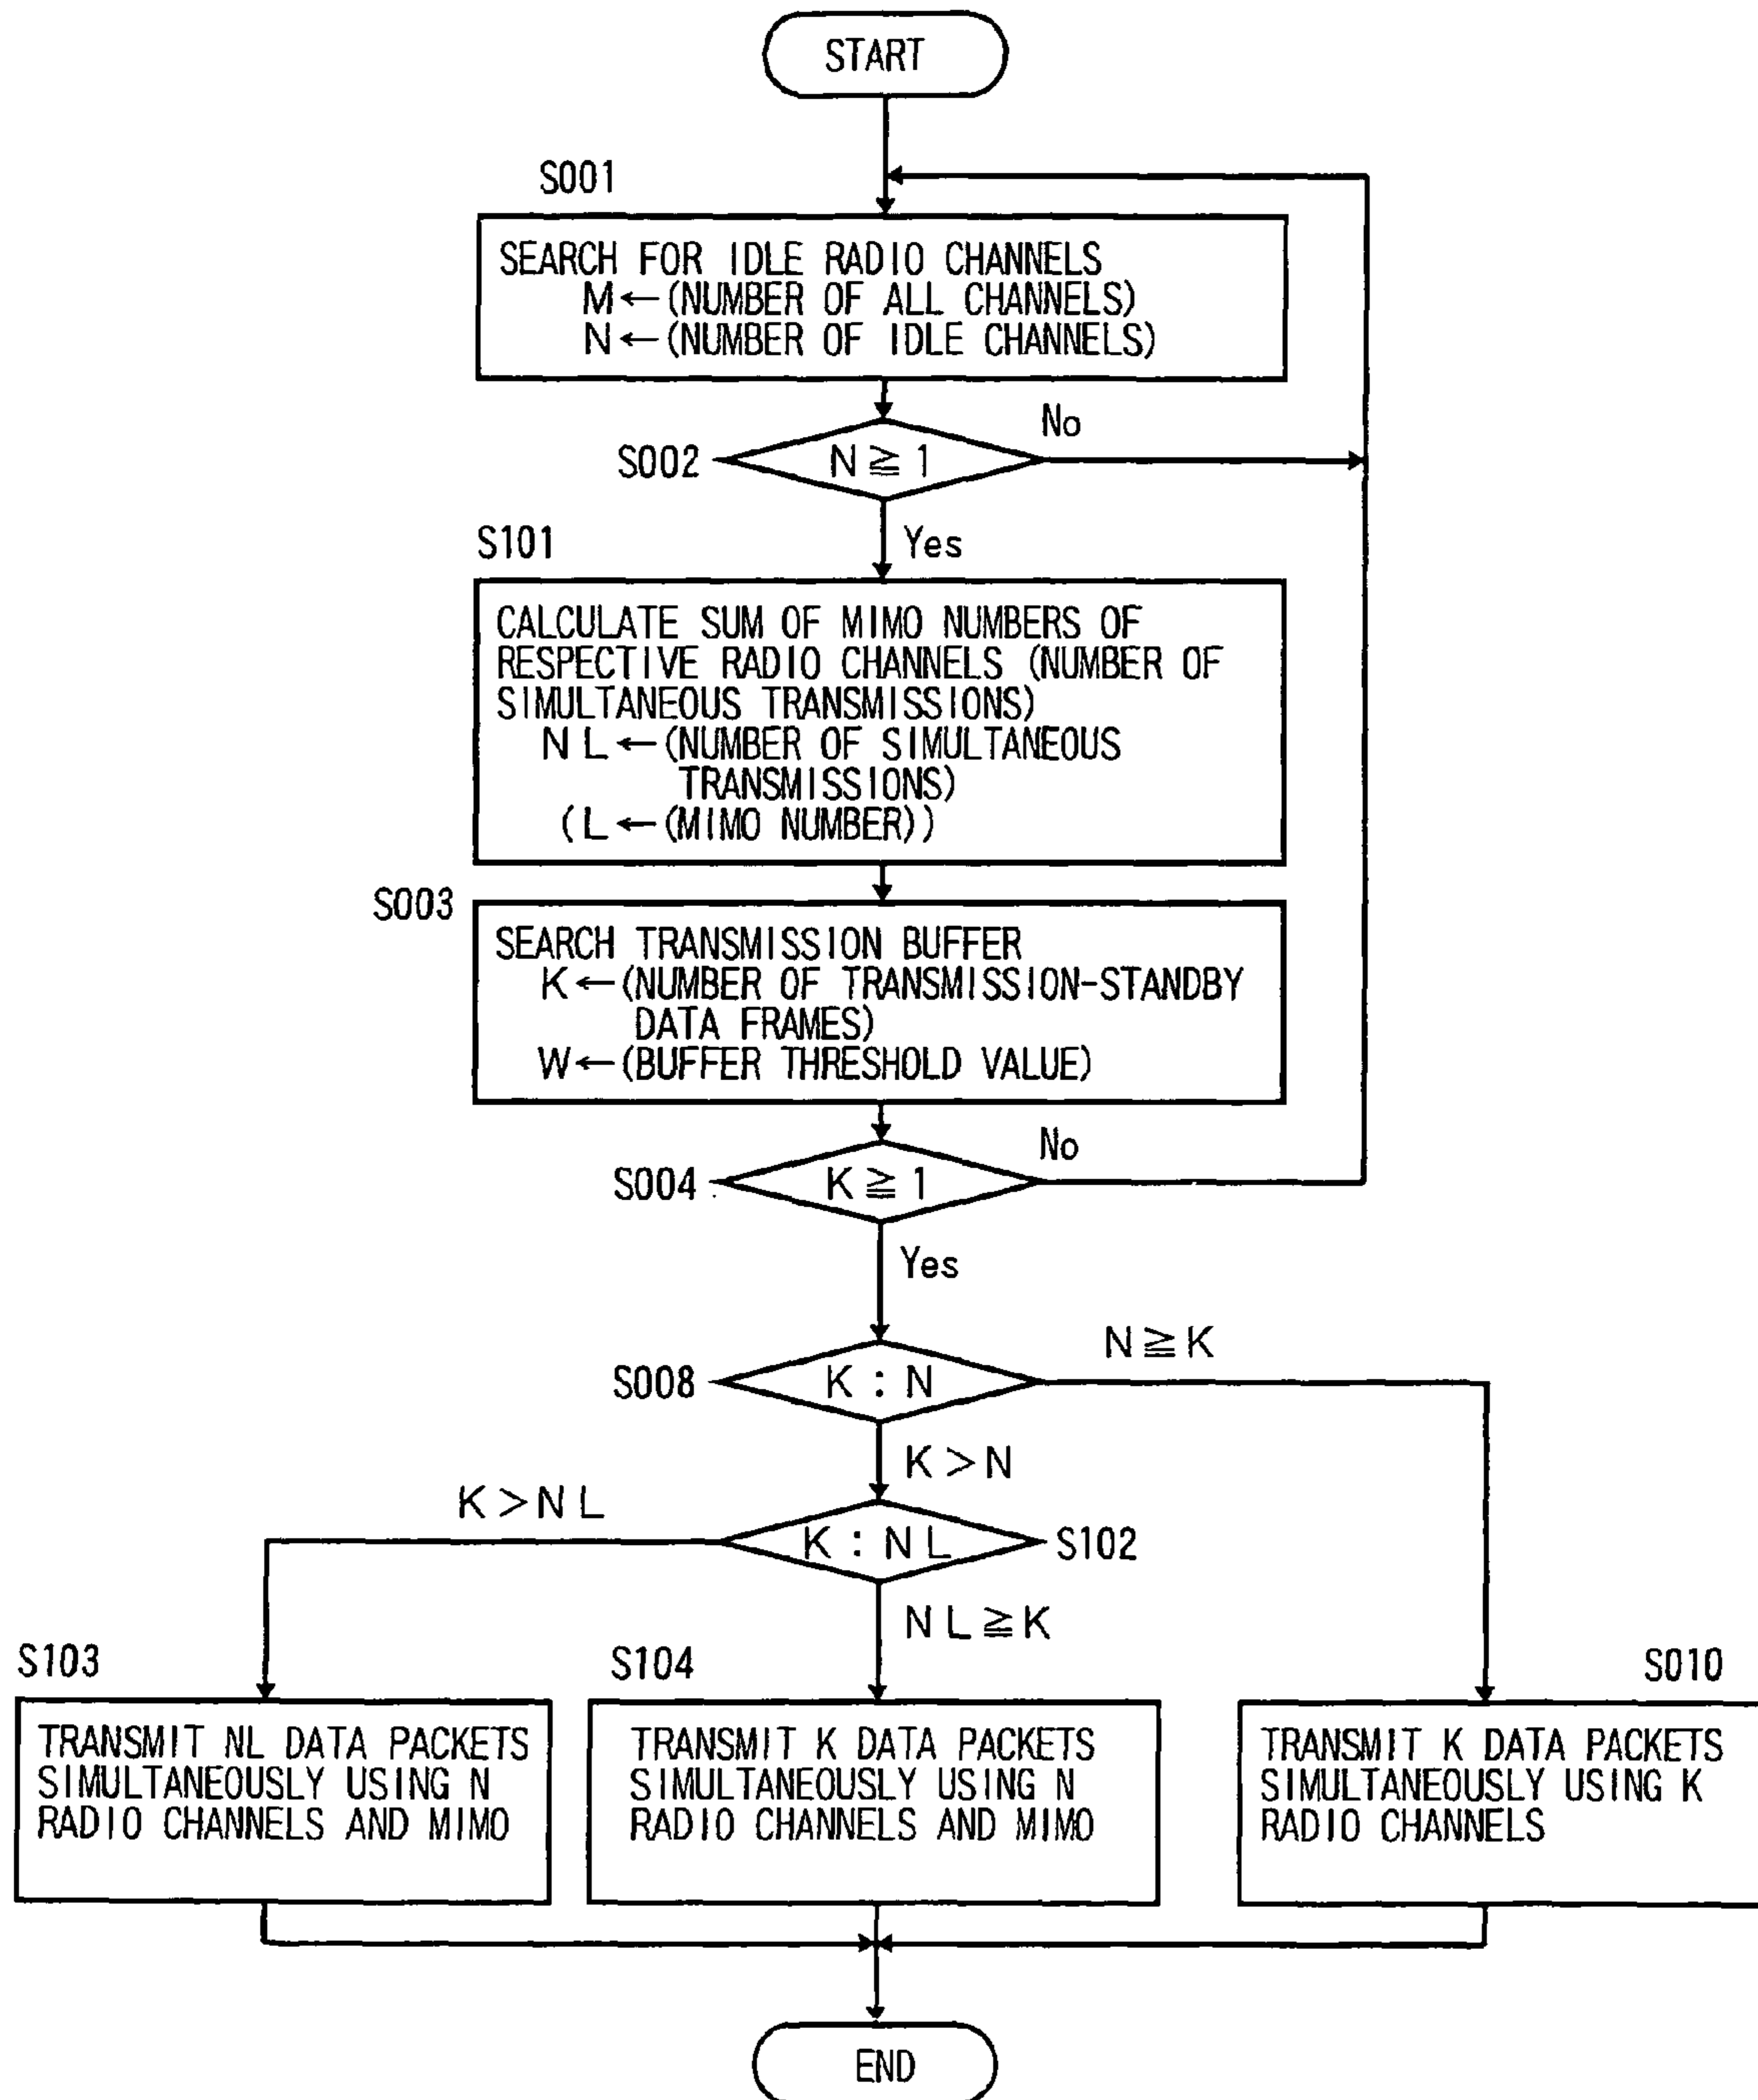 START
S001
SEARCH FOR IDLE RADIO CHANNELS
M←(NUMBER OF ALL CHANNELS)
N←(NUMBER OF IDLE CHANNELS)
No
S002
N≧1
Yes
S101
CALCULATE SUM OF MIMO NUMBERS OF
RESPECTIVE RADIO CHANNELS (NUMBER OF
SIMULTANEOUS TRANSMISSIONS)
NL←(NUMBER OF SIMULTANEOUS
TRANSMISSIONS)
(L←(MIMO NUMBER))
S003
SEARCH TRANSMISSION BUFFER
K←(NUMBER OF TRANSMISSION-STANDBY
DATA FRAMES)
W←(BUFFER THRESHOLD VALUE)
No
S004
K≧1
Yes
N≧K
S008
K:N
K>N
K>NL
K:NL
S102
NL≧K
S103
S104
S010
TRANSMIT NL DATA PACKETS
SIMULTANEOUSLY USING N
RADIO CHANNELS AND MIMO
TRANSMIT K DATA PACKETS
SIMULTANEOUSLY USING N
RADIO CHANNELS AND MIMO
TRANSMIT K DATA PACKETS
SIMULTANEOUSLY USING K
RADIO CHANNELS
END